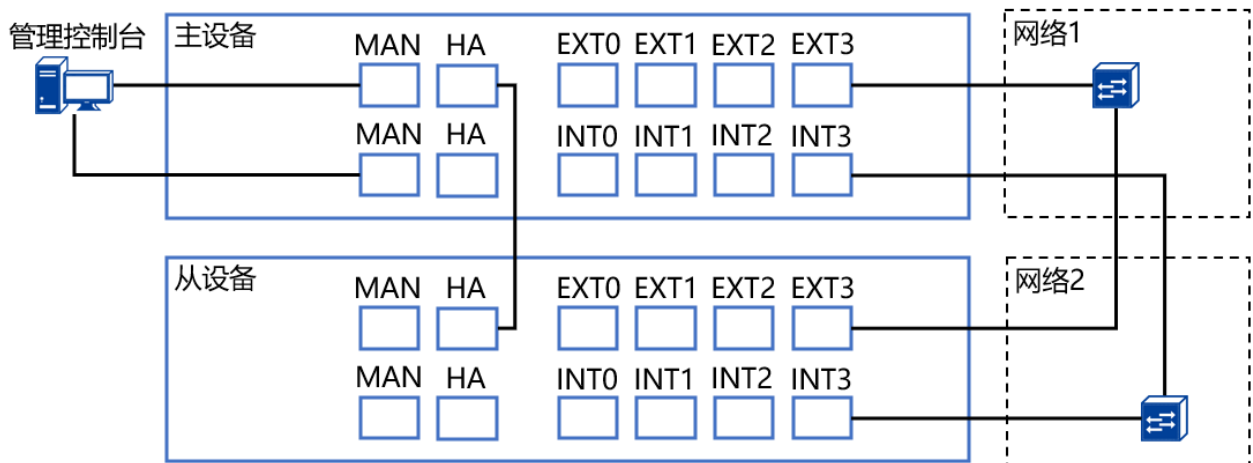 管理控制台
主设备
MAN HA EXT0 EXT1 EXT2 EXT3
网络1
MAN HA INT0 INT1 INT2 INT3
从设备
MAN HA EXT0 EXT1 EXT2 EXT3
网络2
MAN HA INT0 INT1 INT2 INT3